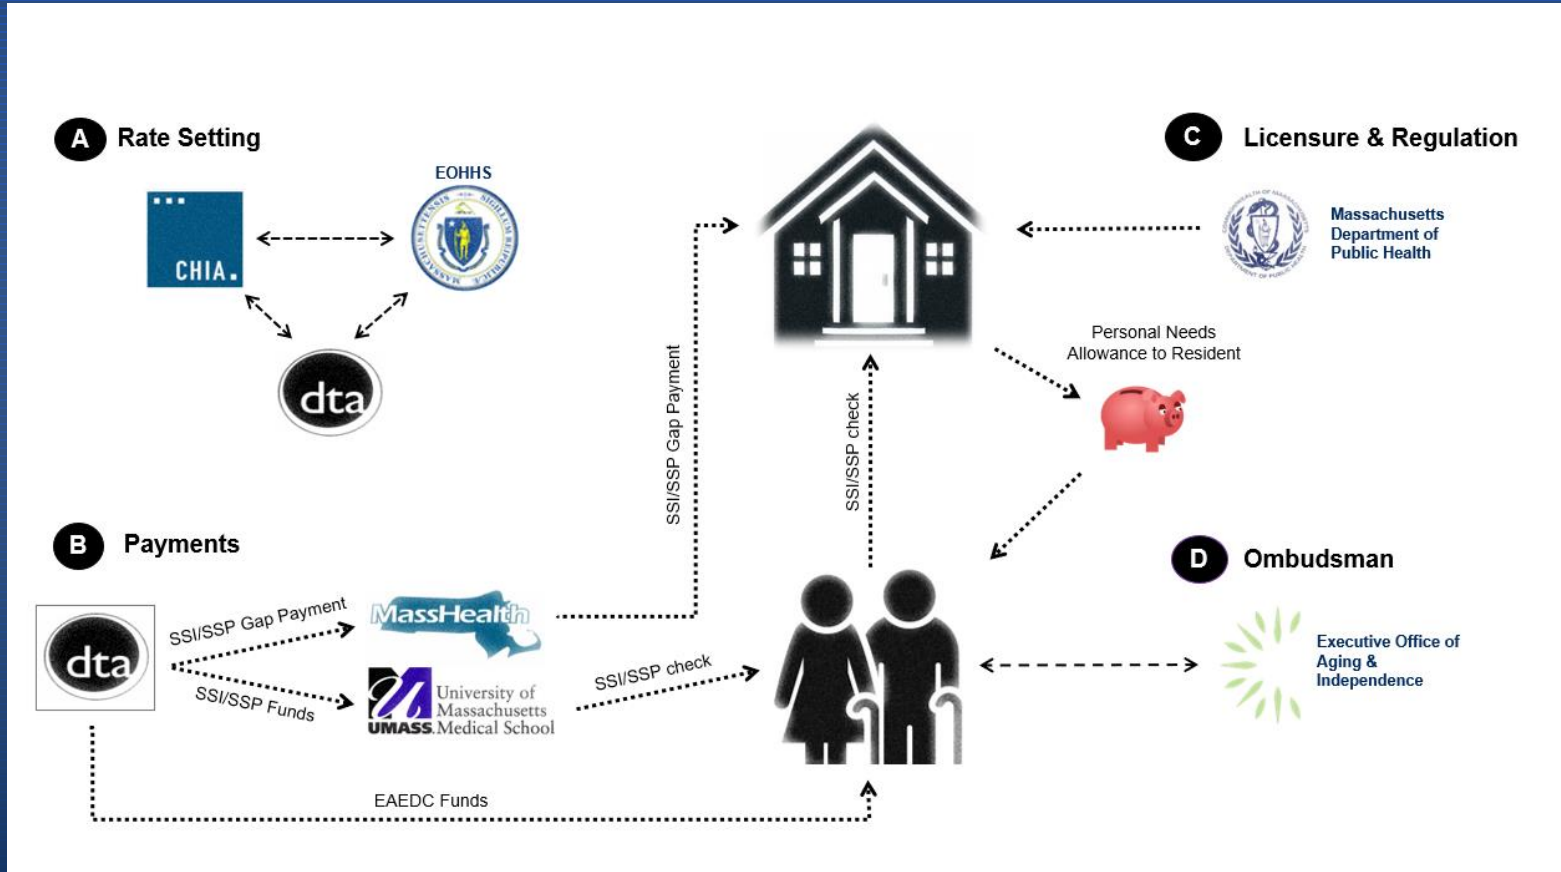 A Rate Setting
CHIA.
EOHHS
dta
B Payments
dta
SSI/SSP Gap Payment
SSI/SSP Funds
MassHealth
UMASS.
University of
Massachusetts
Medical School
SSI/SSP check
EAEDC Funds
SSI/SSP Gap Payment
SSI/SSP check
C Licensure & Regulation
Massachusetts
Department of
Public Health
Personal Needs
Allowance to Resident
D Ombudsman
Executive Office of
Aging &
Independence